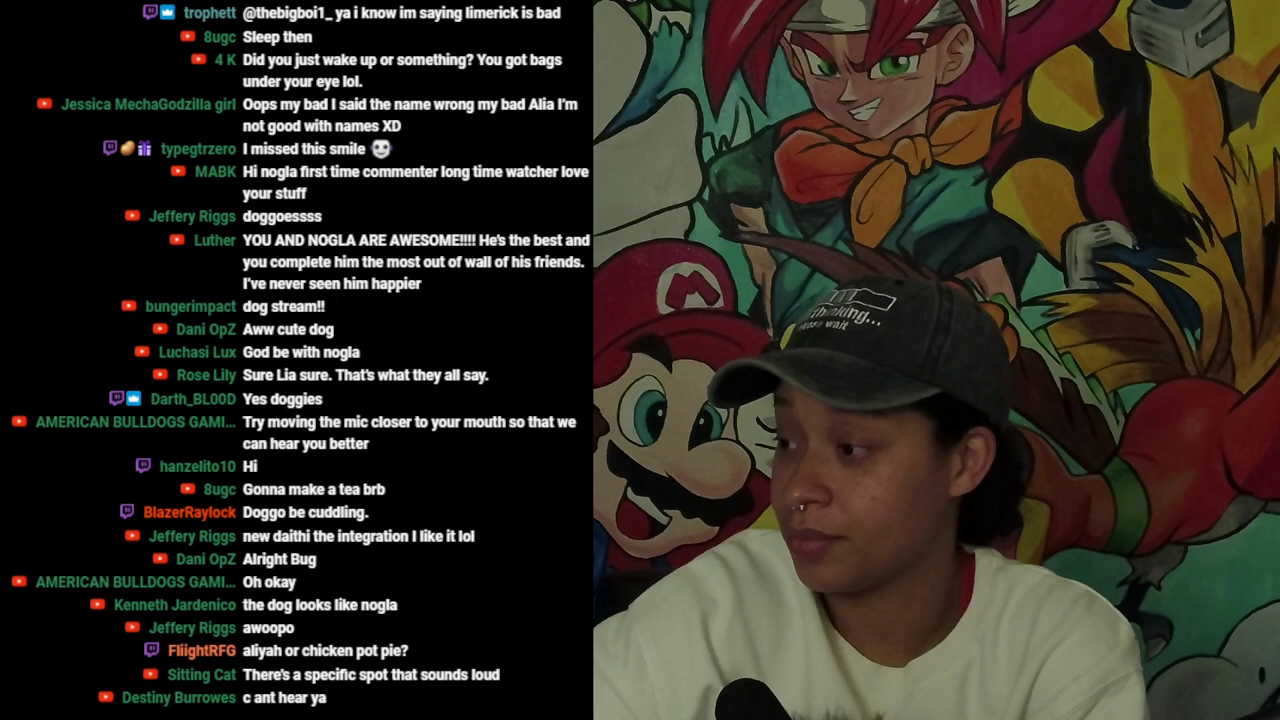 trophett @thebigboi1_ ya i know im saying limerick is bad
8ugc Sleep then
4 K Did you just wake up or something? You got bags
under your eye lol.
Jessica MechaGodzilla girl Oops my bad I said the name wrong my bad Alia I'm
not good with names XD
typegtrzero I missed this smile
MABK Hi nogla first time commenter long time watcher love
your stuff
Jeffery Riggs doggoessss
Luther YOU AND NOGLA ARE AWESOME!!!! He's the best and
you complete him the most out of wall of his friends.
I've never seen him happier
bungerimpact dog stream!!
Dani OpZ Aww cute dog
Luchasi Lux God be with nogla
Rose Lily Sure Lia sure. That's what they all say.
Darth_BL00D Yes doggies
AMERICAN BULLDOGS GAMI... Try moving the mic closer to your mouth so that we
can hear you better
hanzelito10 Hi
8ugc Gonna make a tea brb
BlazerRaylock Doggo be cuddling.
Jeffery Riggs new daithi the integration I like it lol
Dani OpZ Alright Bug
AMERICAN BULLDOGS GAMI... Oh okay
Kenneth Jardenico the dog looks like nogla
Jeffery Riggs awoopo
FliightRFG aliyah or chicken pot pie?
Sitting Cat There's a specific spot that sounds loud
Destiny Burrowes c ant hear ya
M
thinking...
wait